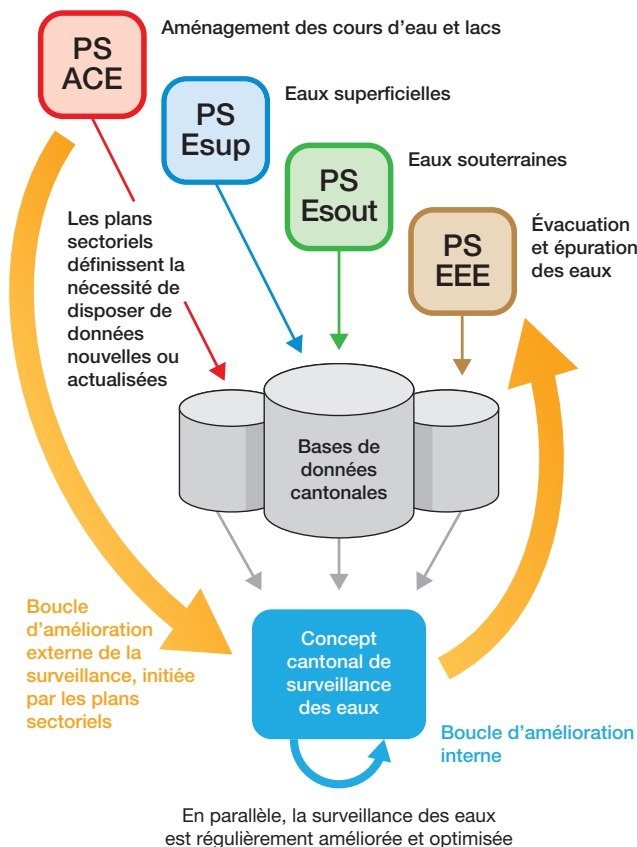 PS
ACE
Aménagement des cours d'eau et lacs
PS
Esup
Eaux superficielles
PS
Esout
Eaux souterraines
PS
EEE
Évacuation
et épuration
des eaux
Les plans
sectoriels
définissent la
nécessité de
disposer de
données
nouvelles ou
actualisées
Bases de
données
cantonales
Boucle
d'amélioration
externe de la
surveillance, initiée
par les plans
sectoriels
Concept
cantonal de
surveillance
des eaux
Boucle d'amélioration
interne
En parallèle, la surveillance des eaux
est régulièrement améliorée et optimisée